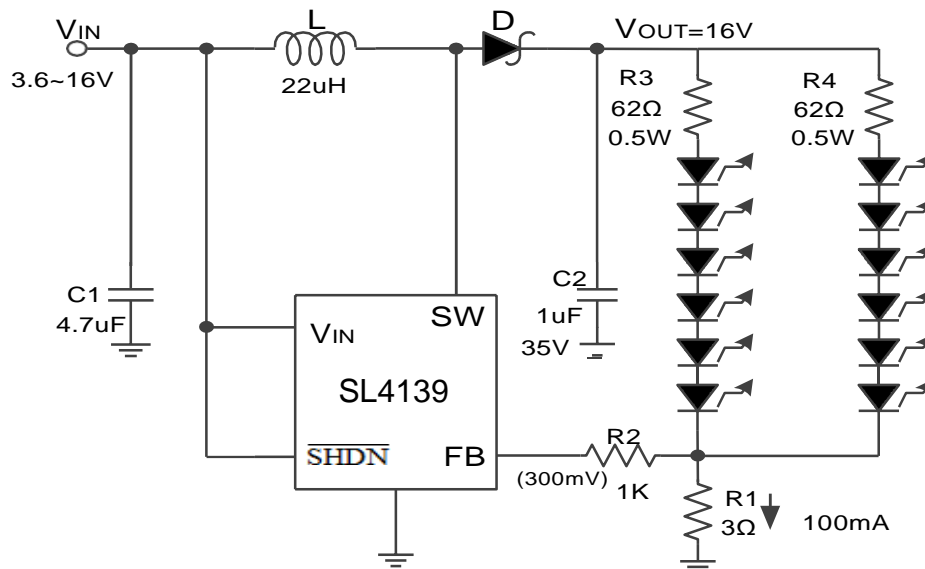 VIN
L
D
VOUT=16V
3.6~16V
22uH
R3
62Ω
0.5W
R4
62Ω
0.5W
C1
4.7uF
C2
1uF
35V
SW
VIN
SL4139
SHDN
FB
(300mV)
R2
1K
R1
3Ω
100mA